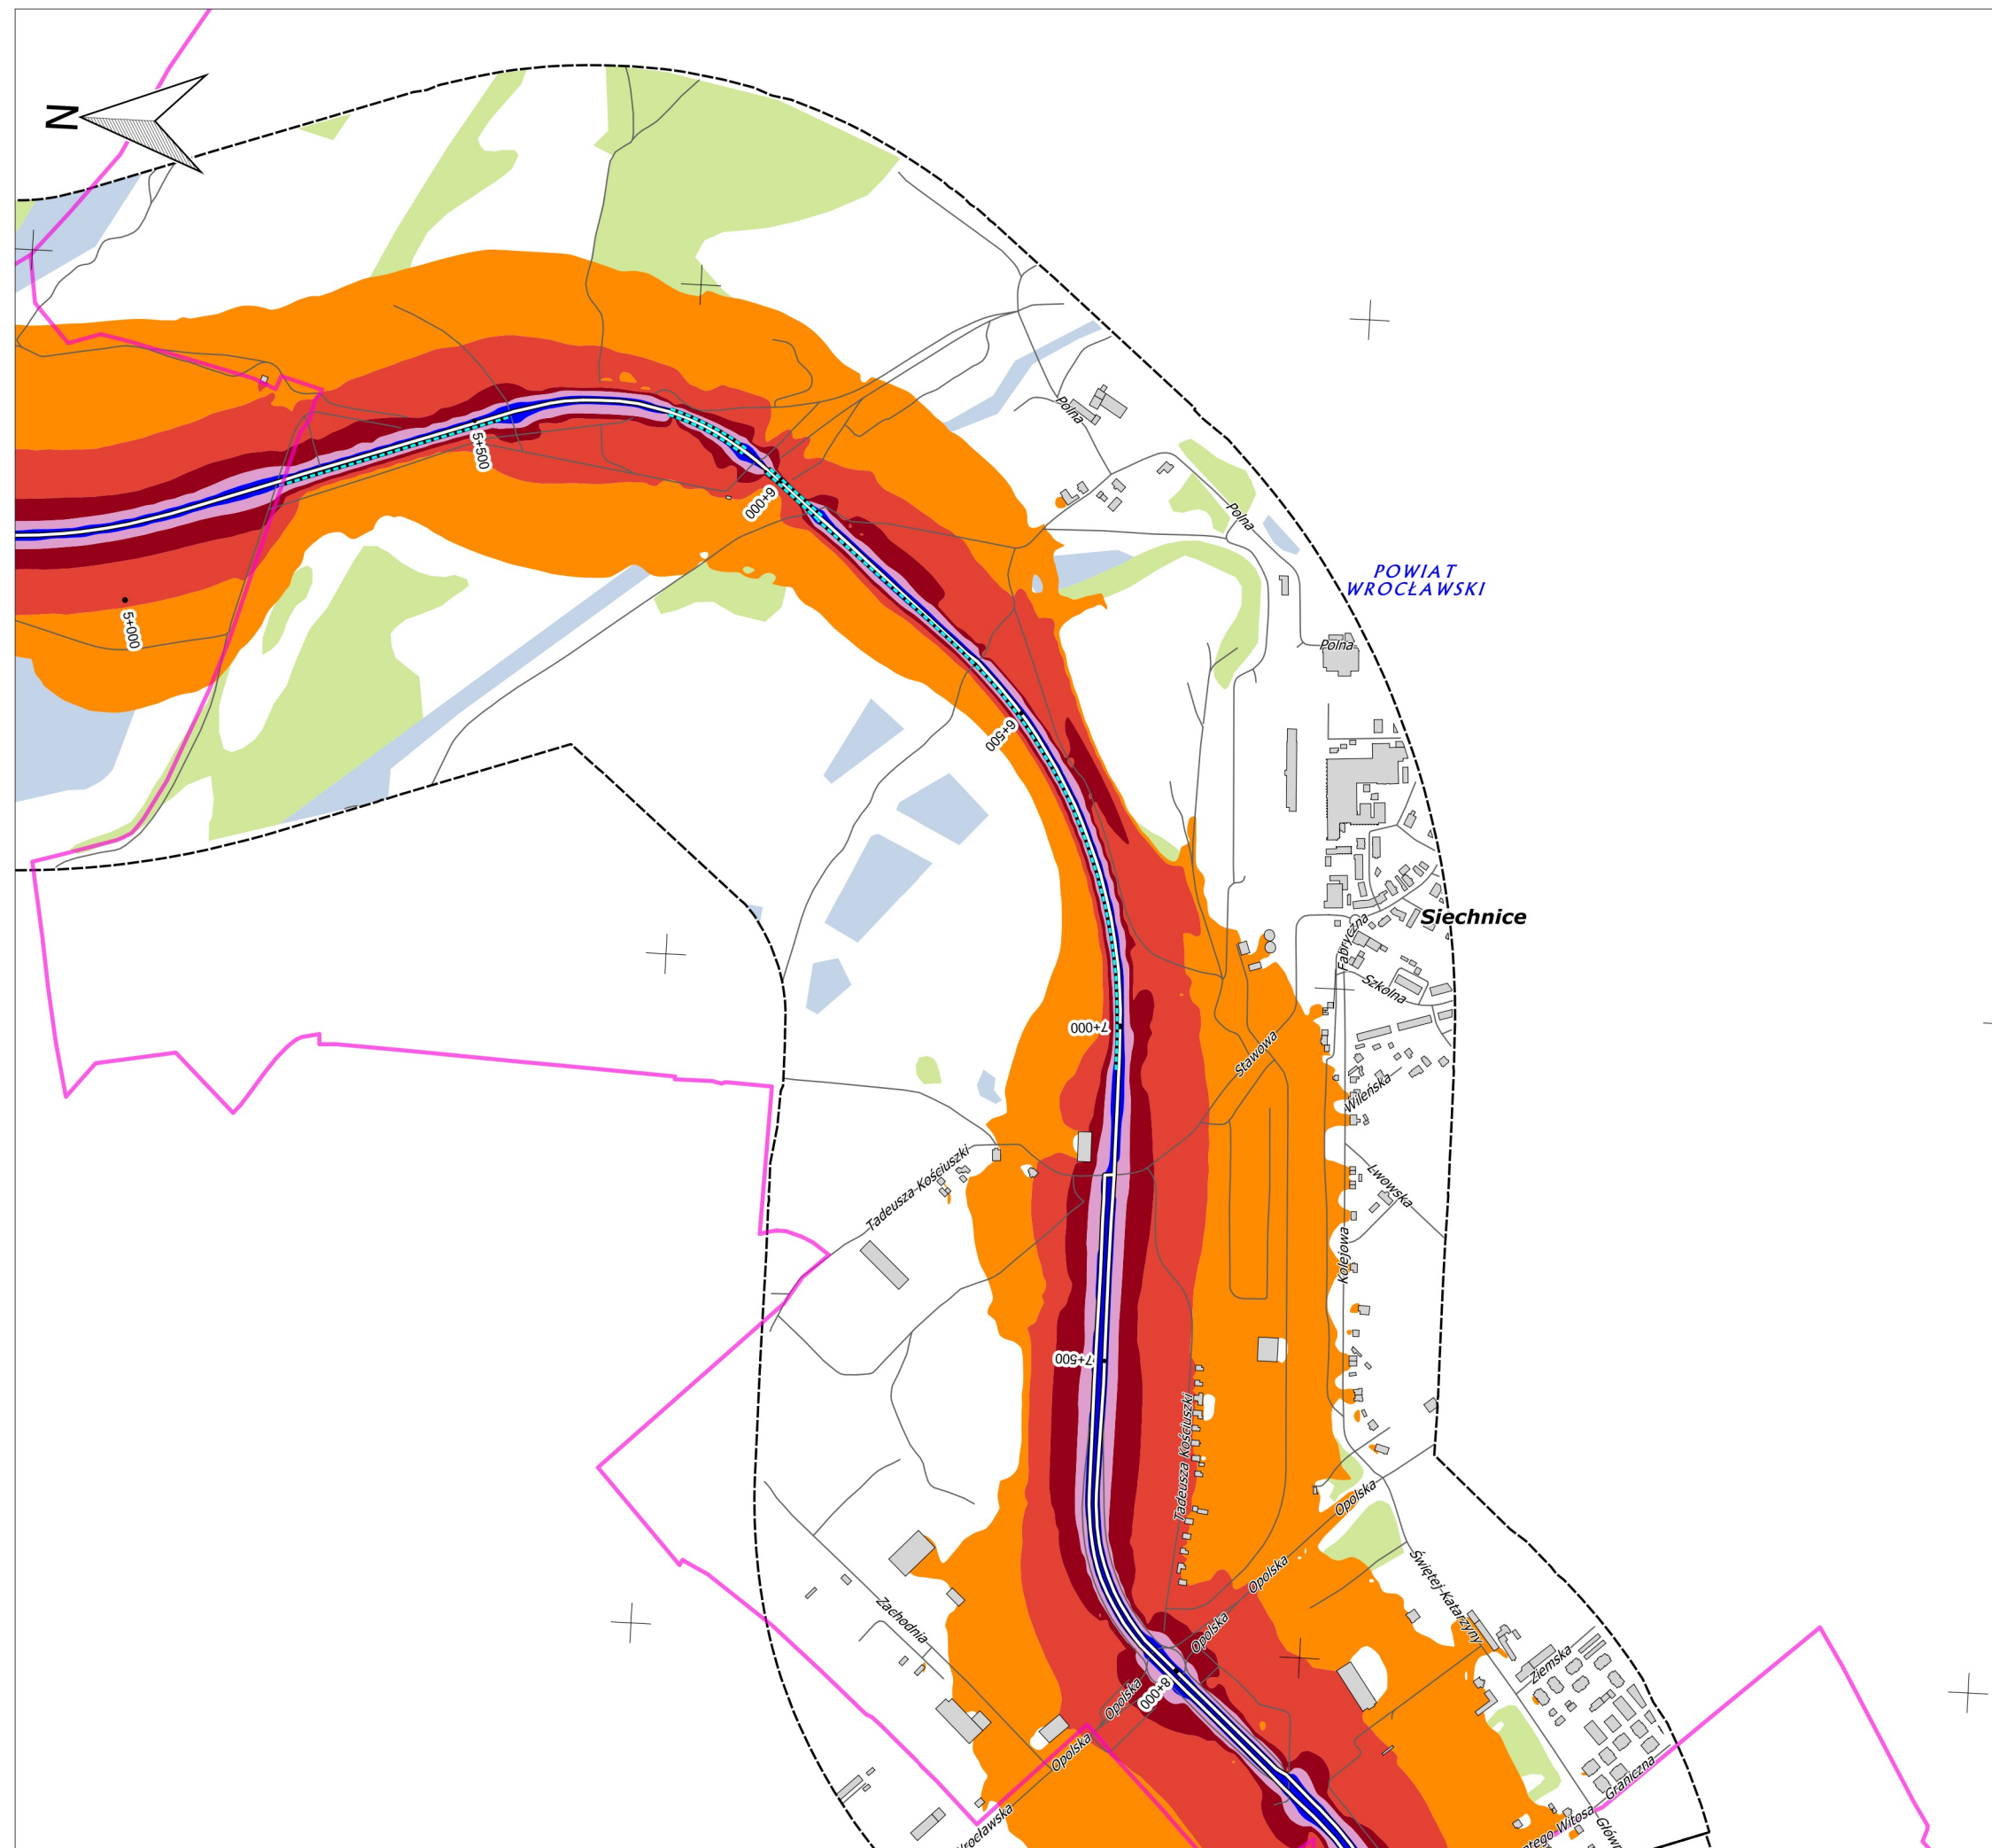 N
Polna
5+500
6+000
Polna
POWIAT
WROCŁAWSKI
5+000
Polna
6+500
Siechnice
Fabryczna
Szkolna
7+000
Stawowa
Wileńska
Tadeusza Kościuszki
Lwowska
Kolejowa
7+500
Tadeusza Kościuszki
Opolska
Opolska
Świętej Katarzyny
Zachodnia
Opolska
Ziemska
Opolska
8+000
Opolska
Graniczna
Witosa